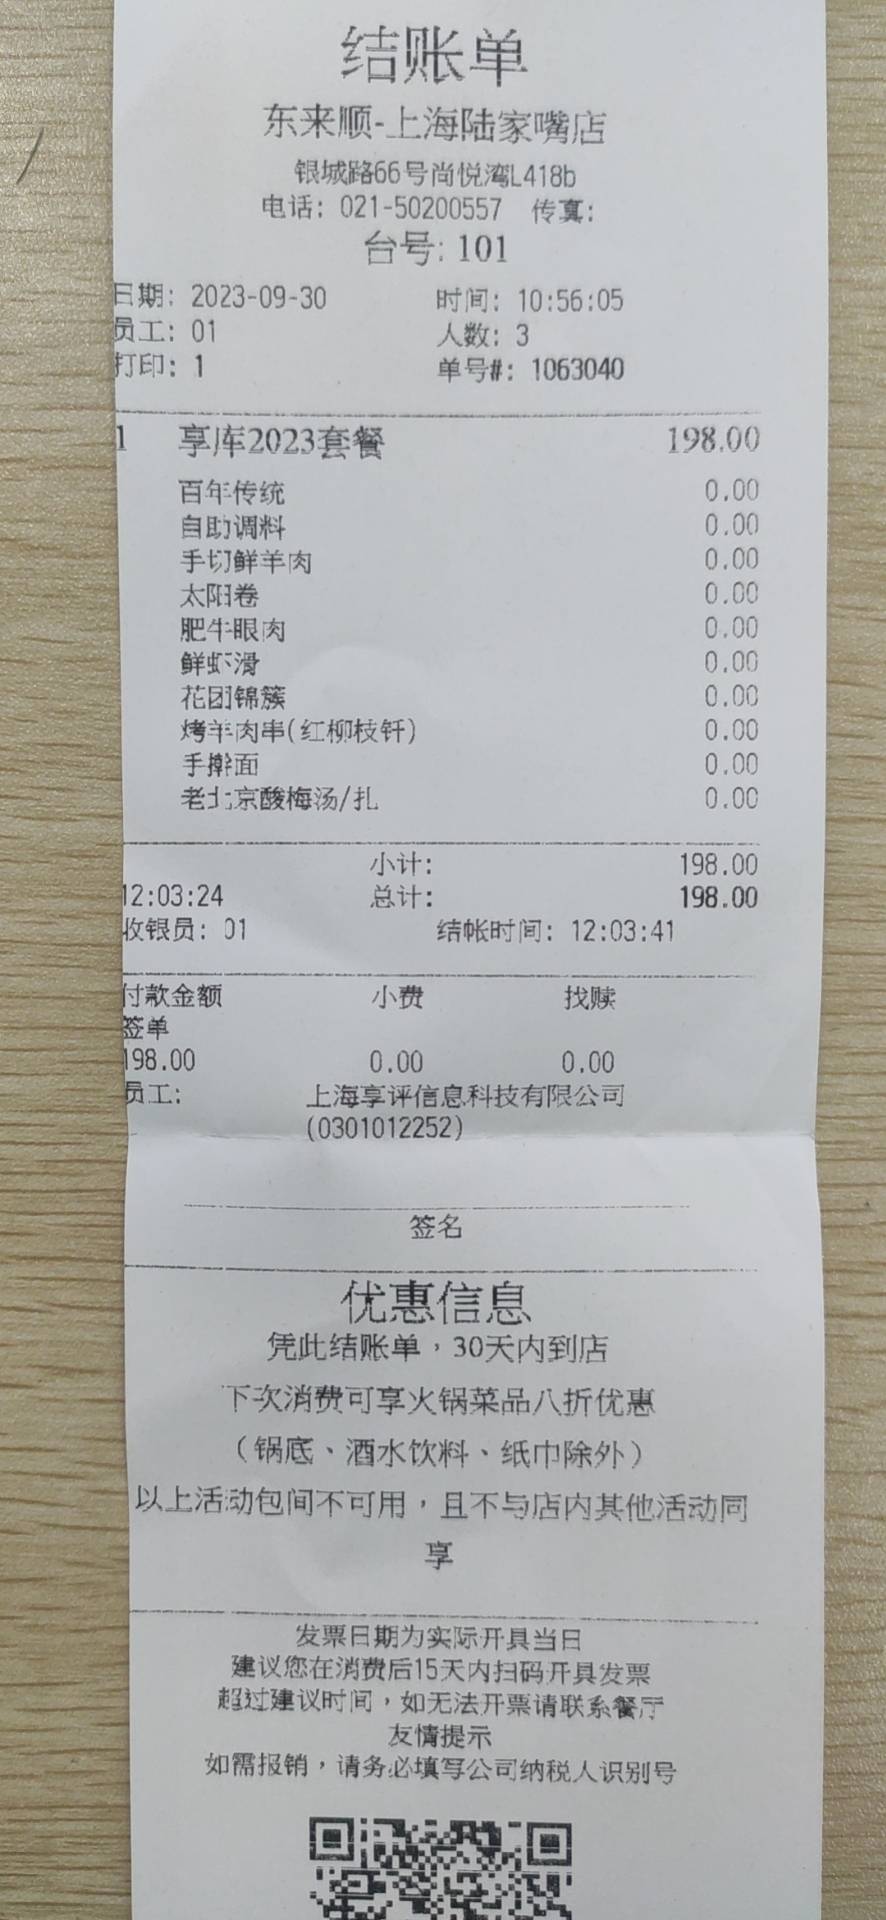 结账单
东来顺-上海陆家嘴店
银城路66号尚悦湾L418b
电话: 021-50200557 传真:
台号: 101
日期: 2023-09-30 时间: 10:56:05
员工: 01 人数: 3
打印: 1 单号#: 1063040
1 享库2023套餐 198.00
百年传统 0.00
自助调料 0.00
手切鲜羊肉 0.00
太阳卷 0.00
肥牛眼肉 0.00
鲜虾滑 0.00
花团锦簇 0.00
烤羊肉串(红柳枝钎) 0.00
手擀面 0.00
老北京酸梅汤/扎 0.00
小计: 198.00
12:03:24 总计: 198.00
收银员: 01 结帐时间: 12:03:41
付款金额 小费 找赎
签单
198.00 0.00 0.00
员工: 上海享评信息科技有限公司
(0301012252)
签名
优惠信息
凭此结账单，30天内到店
下次消费可享火锅菜品八折优惠
（锅底、酒水饮料、纸巾除外）
以上活动包间不可用，且不与店内其他活动同
享
发票日期为实际开具当日
建议您在消费后15天内扫码开具发票
超过建议时间，如无法开票请联系餐厅
友情提示
如需报销，请务必填写公司纳税人识别号